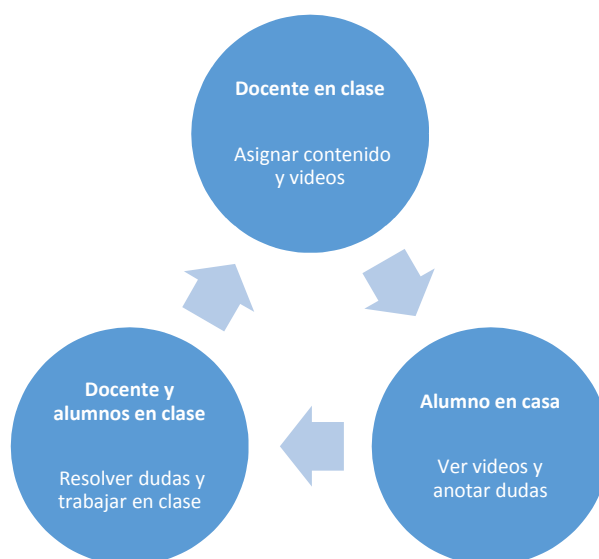 Docente en clase
Asignar contenido
y videos
Docente y
alumnos en clase
Resolver dudas y
trabajar en clase
Alumno en casa
Ver videos y
anotar dudas